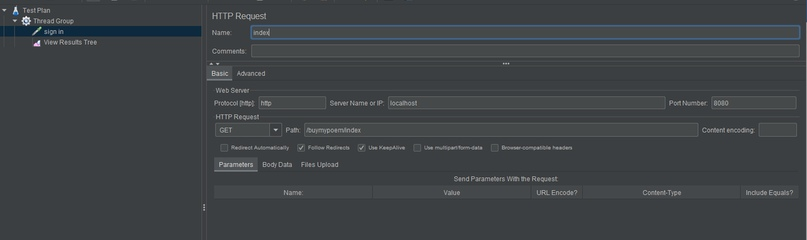 Test Plan
Thread Group
sign in
View Results Tree
HTTP Request
Name: index
Comments:
Basic Advanced
Web Server
Protocol [http]: http Server Name or IP: localhost Port Number: 8080
HTTP Request
GET Path: /buymypoem/index Content encoding:
Redirect Automatically Follow Redirects Use KeepAlive Use multipart/form-data Browser-compatible headers
Parameters Body Data Files Upload
Send Parameters With the Request:
Name: Value URL Encode? Content-Type Include Equals?